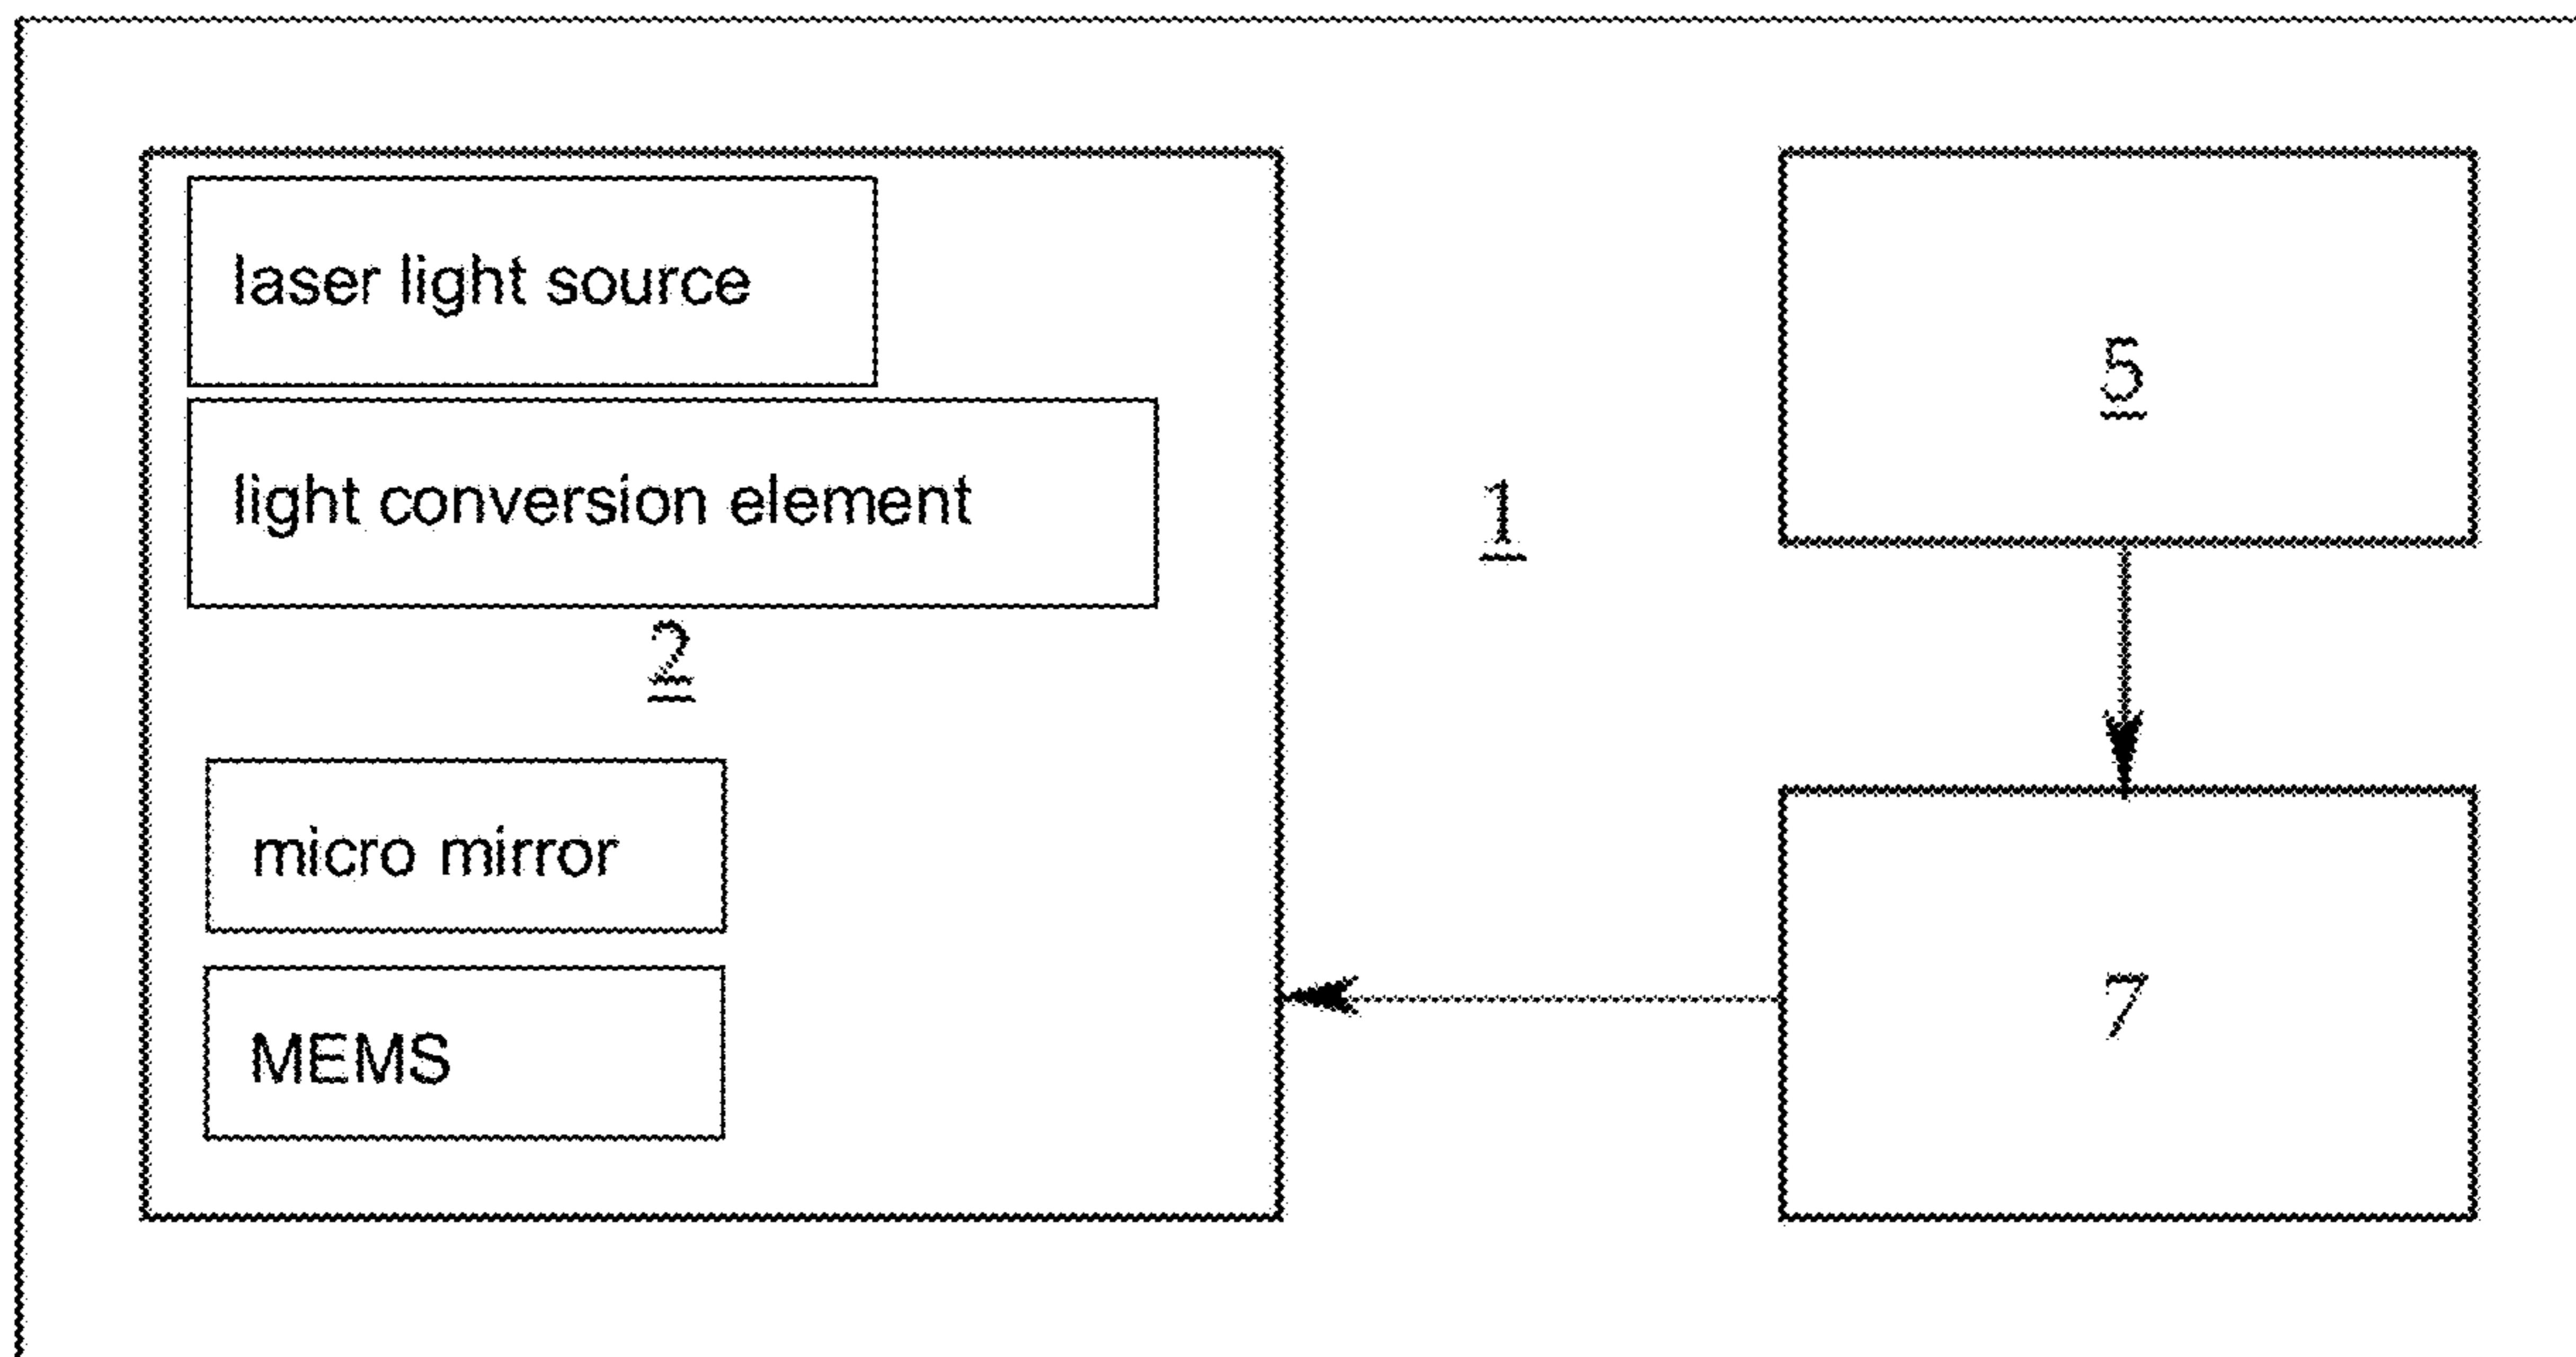 laser light source
light conversion element
2
micro mirror
MEMS
1
5
7